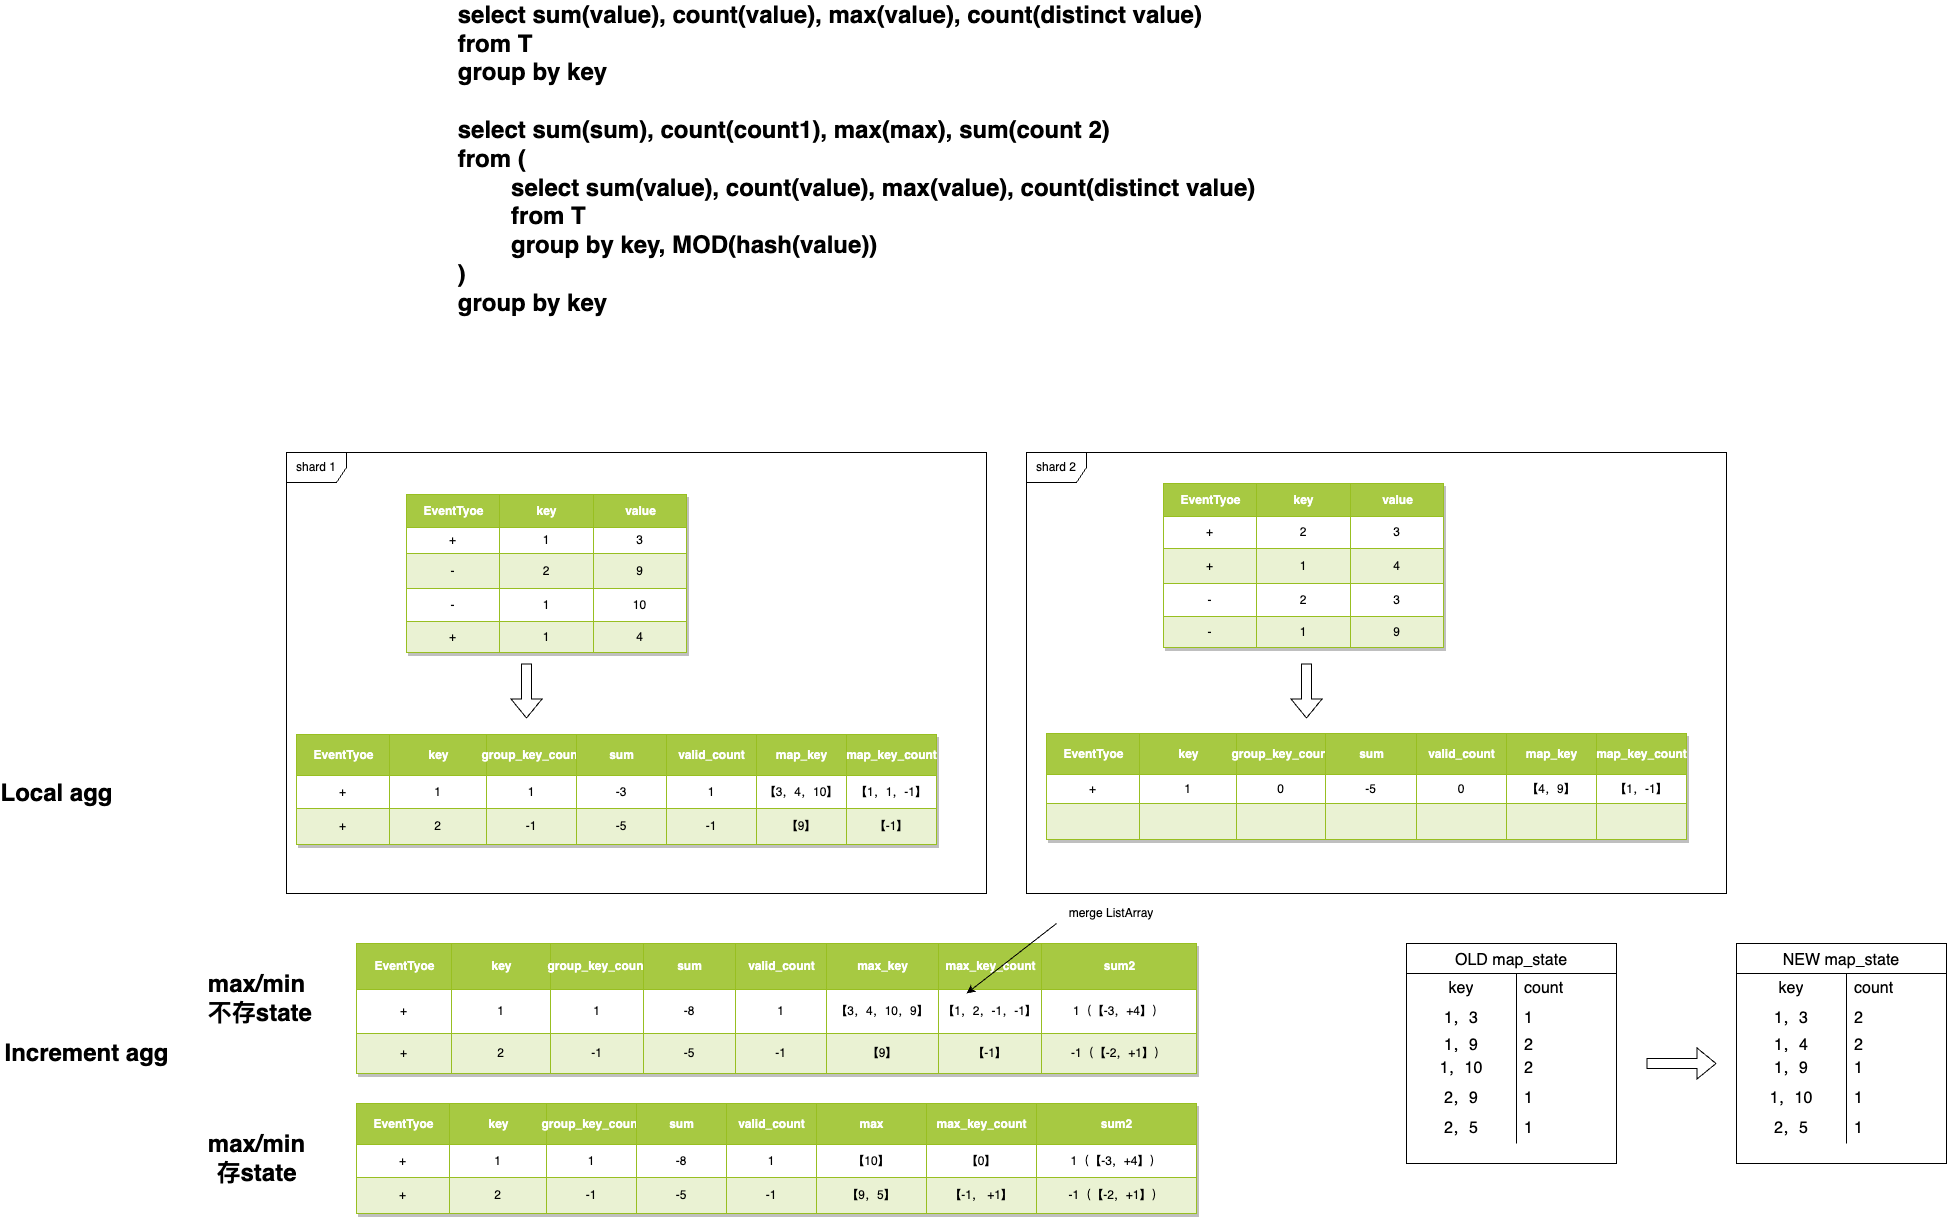 select sum(value), count(value), max(value), count(distinct value)
from T
group by key
select sum(sum), count(count1), max(max), sum(count 2)
from (
select sum(value), count(value), max(value), count(distinct value)
from T
group by key, MOD(hash(value))
)
group by key
shard 1
EventTyoe key value
+ 1 3
- 2 9
- 1 10
+ 1 4
shard 2
EventTyoe key value
+ 2 3
+ 1 4
- 2 3
- 1 9
Local agg
EventTyoe key group_key_coun sum valid_count map_key map_key_count
+ 1 1 -3 1 【3, 4, 10】 【1, 1, -1】
+ 2 -1 -5 -1 【9】 【-1】
EventTyoe key group_key_cour sum valid_count map_key map_key_count
+ 1 0 -5 0 【4, 9】 【1, -1】
merge ListArray
Increment agg
max/min
不存state
EventTyoe key group_key_coun sum valid_count max_key max_key_count sum2
+ 1 1 -8 1 【3, 4, 10, 9】 【1, 2, -1, -1】 1（【-3, +4】）
+ 2 -1 -5 -1 【9】 【-1】 -1（【-2, +1】）
max/min
存state
EventTyoe key group_key_coun sum valid_count max max_key_count sum2
+ 1 1 -8 1 【10】 【0】 1（【-3, +4】）
+ 2 -1 -5 -1 【9, 5】 【-1, +1】 -1（【-2, +1】）
OLD map_state
key count
1, 3 1
1, 9 2
1, 10 2
2, 9 1
2, 5 1
NEW map_state
key count
1, 3 2
1, 4 2
1, 9 1
1, 10 1
2, 5 1